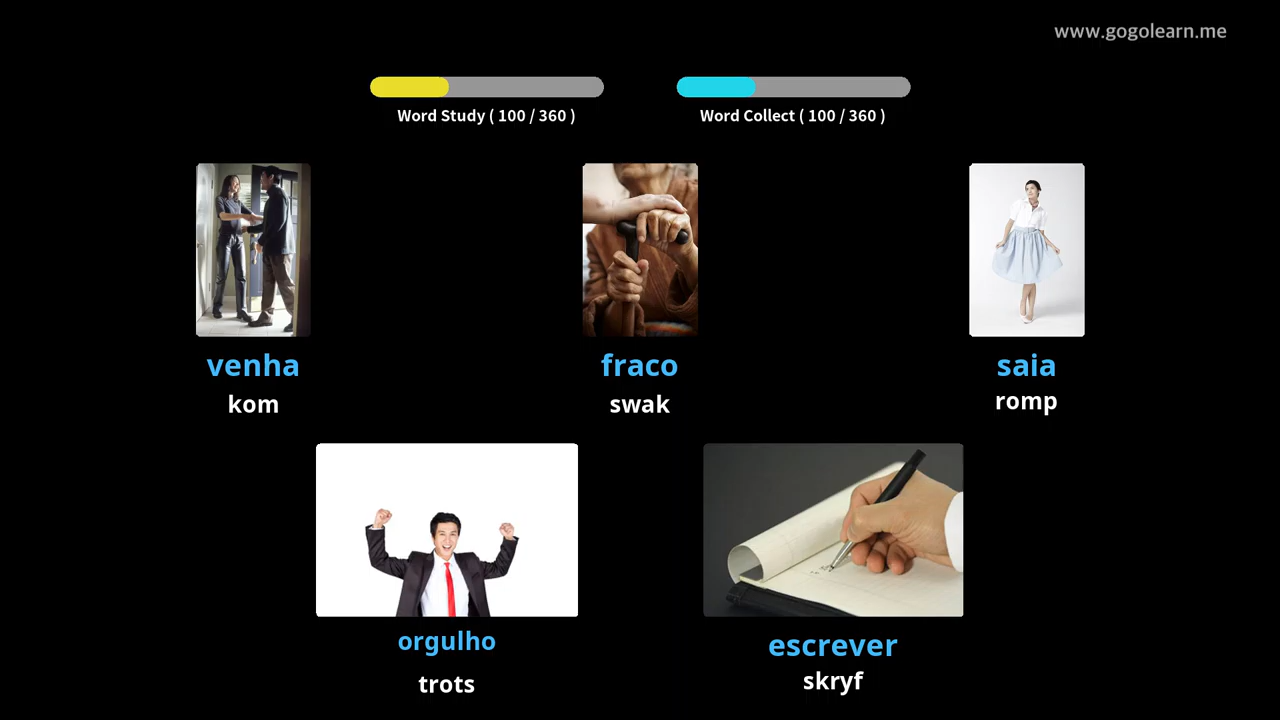 www.gogolearn.me
Word Study ( 100 / 360 )
Word Collect ( 100 / 360 )
venha
kom
fraco
swak
saia
romp
orgulho
trots
escrever
skryf